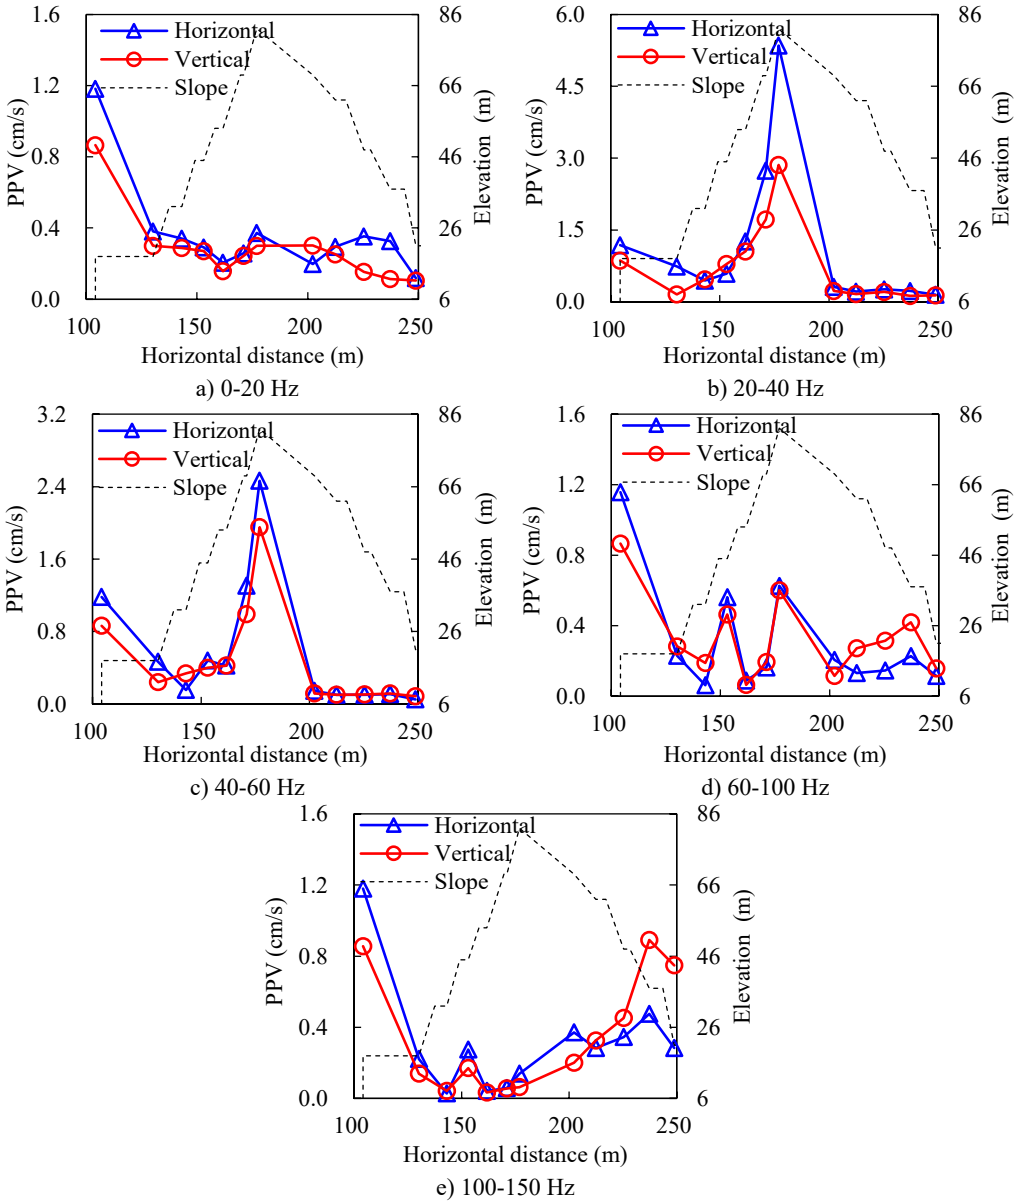 1.6
1.2
0.8
0.4
0.0
PPV (cm/s)
Horizontal
Vertical
Slope
86
66
46
26
6
Elevation (m)
100 150 200 250
Horizontal distance (m)
a) 0-20 Hz
6.0
4.5
3.0
1.5
0.0
PPV (cm/s)
Horizontal
Vertical
Slope
86
66
46
26
6
Elevation (m)
100 150 200 250
Horizontal distance (m)
b) 20-40 Hz
3.2
2.4
1.6
0.8
0.0
PPV (cm/s)
Horizontal
Vertical
Slope
86
66
46
26
6
Elevation (m)
100 150 200 250
Horizontal distance (m)
c) 40-60 Hz
1.6
1.2
0.8
0.4
0.0
PPV (cm/s)
Horizontal
Vertical
Slope
86
66
46
26
6
Elevation (m)
100 150 200 250
Horizontal distance (m)
d) 60-100 Hz
1.6
1.2
0.8
0.4
0.0
PPV (cm/s)
Horizontal
Vertical
Slope
86
66
46
26
6
Elevation (m)
100 150 200 250
Horizontal distance (m)
e) 100-150 Hz